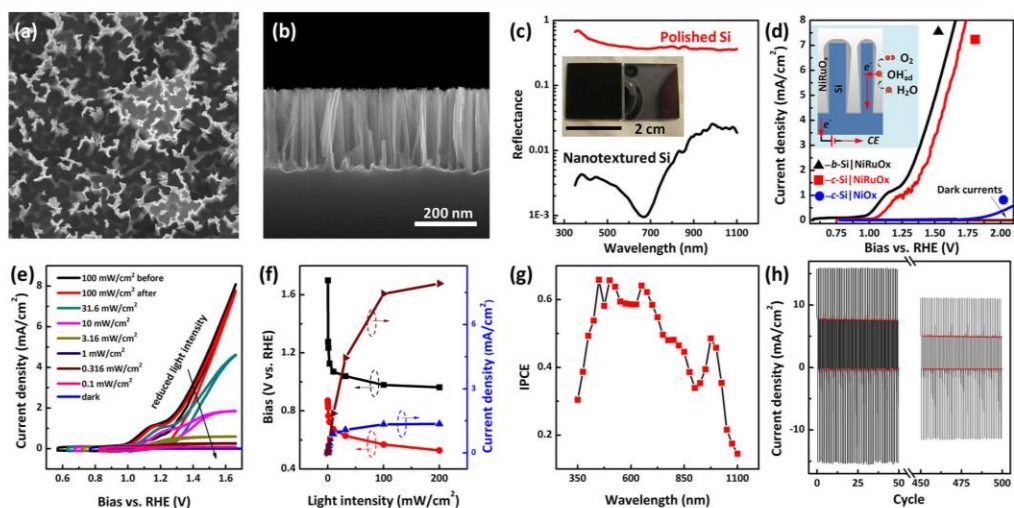 (a)
(b)
200 nm
(c)
Polished Si
2 cm
Nanotextured Si
Reflectance
1
0.1
0.01
1E-3
300 500 700 900 1100
Wavelength (nm)
(d)
NiRuOx
Si
e⁻
O₂
OH⁻ad
H₂O
e⁻
CE
b-Si|NiRuOx
c-Si|NiRuOx
c-Si|NiOx
Dark currents
Current density (mA/cm²)
8
7
6
5
4
3
2
1
0
0.75 1.00 1.25 1.50 1.75 2.00
Bias vs. RHE (V)
(e)
100 mW/cm² before
100 mW/cm² after
31.6 mW/cm²
10 mW/cm²
3.16 mW/cm²
1 mW/cm²
0.316 mW/cm²
0.1 mW/cm²
dark
reduced light intensity
Current density (mA/cm²)
8
6
4
2
0
0.6 0.8 1.0 1.2 1.4 1.6
Bias vs. RHE (V)
(f)
Bias (V vs. RHE)
1.6
1.2
0.8
0.4
Current density (mA/cm²)
6
3
0
0 50 100 150 200
Light intensity (mW/cm²)
(g)
IPCE
0.6
0.4
0.2
350 500 650 800 950 1100
Wavelength (nm)
(h)
Current density (mA/cm²)
10
0
-10
0 10 20 30 40 50 450 475 500
Cycle